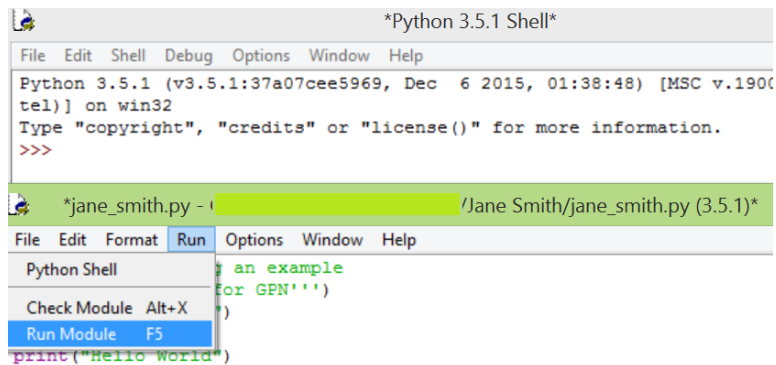 *Python 3.5.1 Shell*
File Edit Shell Debug Options Window Help
Python 3.5.1 (v3.5.1:37a07cee5969, Dec  6 2015, 01:38:48) [MSC v.1900
tel)] on win32
Type "copyright", "credits" or "license()" for more information.
>>>
*jane_smith.py - /Jane Smith/jane_smith.py (3.5.1)*
File Edit Format Run Options Window Help
Python Shell
an example
for GPN''')
Check Module Alt+X
")
Run Module F5
print("Hello World")